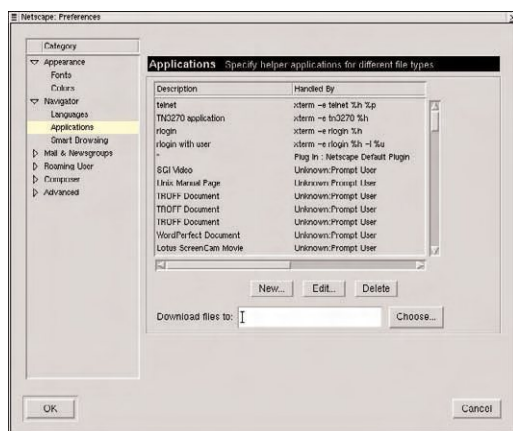 Netscape: Preferences
Category
Appearance
Fonts
Colors
Navigator
Languages
Applications
Smart Browsing
Mail & Newsgroups
Roaming User
Composer
Advanced
Applications Specify helper applications for different file types
Description Handled By
telnet xterm -e telnet %h %p
TN3270 application xterm -e tn3270 %h
rlogin xterm -e rlogin %h
rlogin with user xterm -e rlogin %h -l %u
* Plug In : Netscape Default Plugin
SGI Video Unknown:Prompt User
Unix Manual Page Unknown:Prompt User
TROFF Document Unknown:Prompt User
TROFF Document Unknown:Prompt User
TROFF Document Unknown:Prompt User
WordPerfect Document Unknown:Prompt User
Lotus ScreenCam Movie Unknown:Prompt User
New... Edit... Delete
Download files to: Choose...
OK Cancel